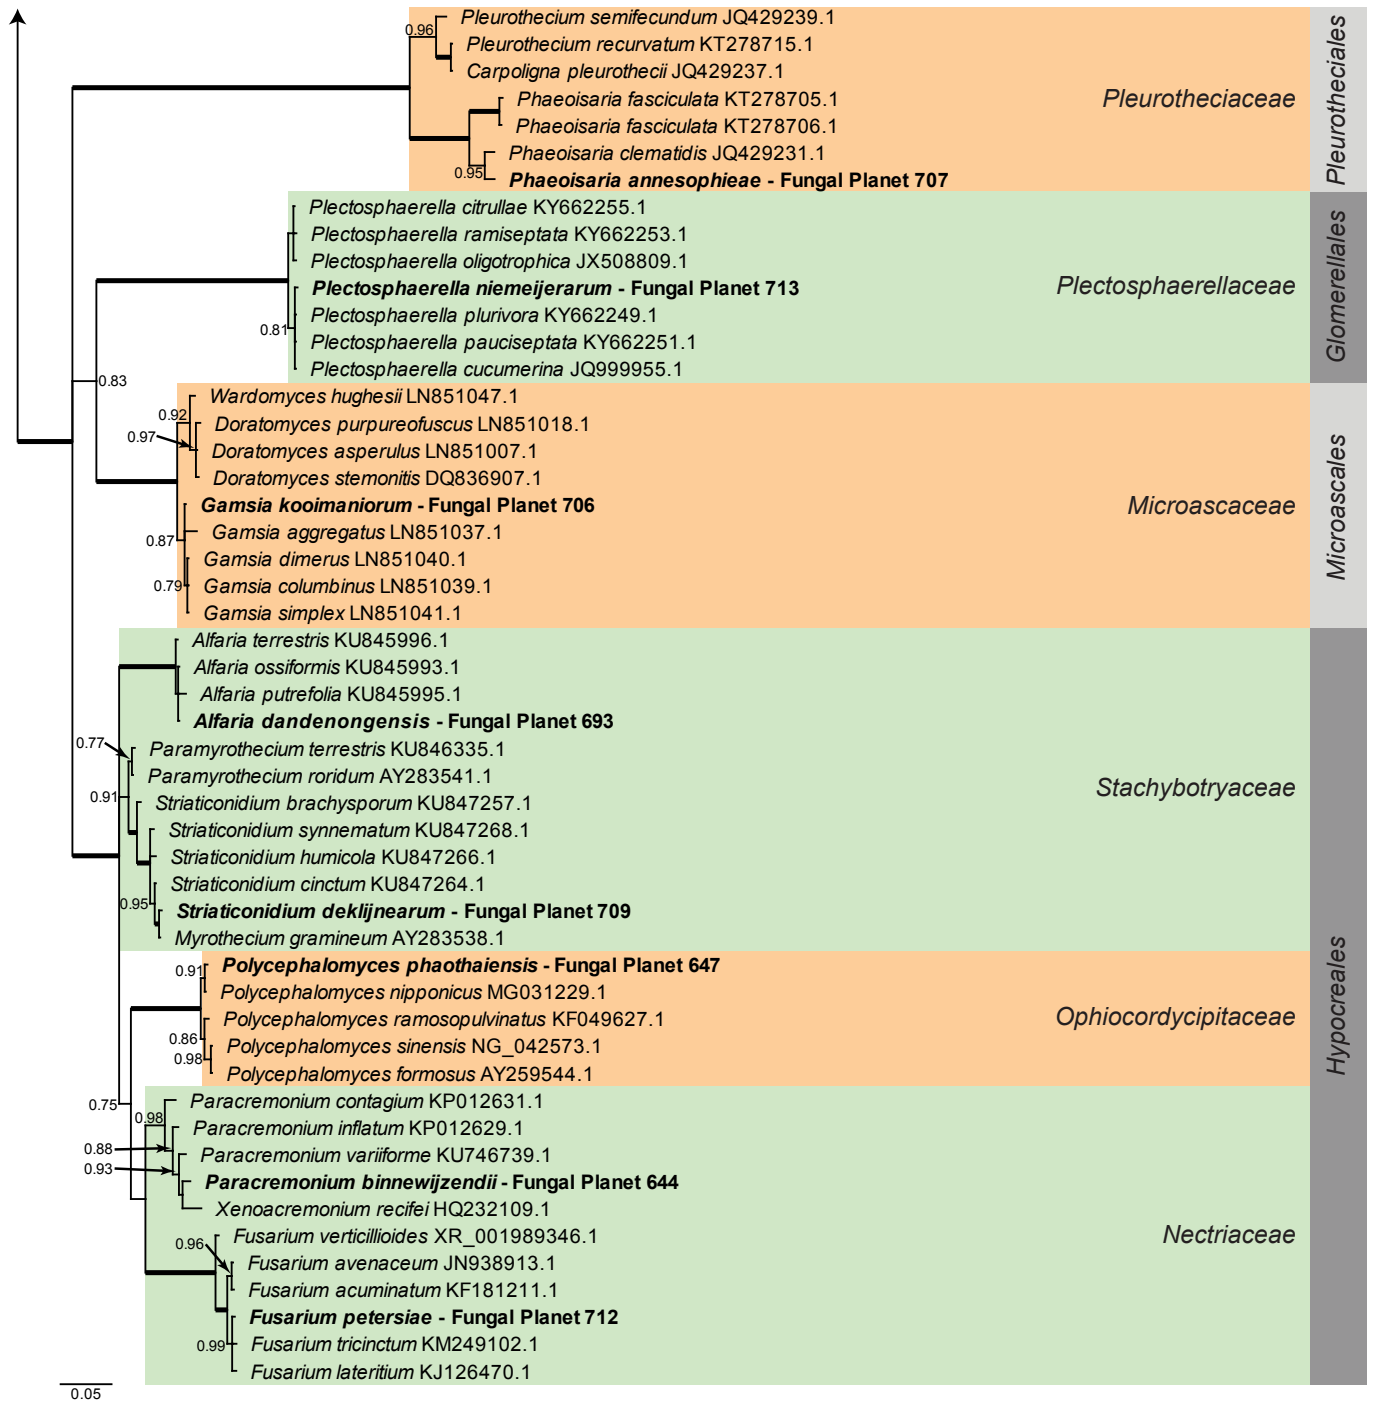 Pleurothecium semifecundum JQ429239.1
0.96
Pleurothecium recurvatum KT278715.1
Carpoligna pleurothecii JQ429237.1
Phaeoisaria fasciculata KT278705.1
Phaeoisaria fasciculata KT278706.1
Phaeoisaria clematidis JQ429231.1
0.95
Phaeoisaria annesophieae - Fungal Planet 707
Pleurotheciaceae
Pleurotheciales
Plectosphaerella citrullae KY662255.1
Plectosphaerella ramiseptata KY662253.1
Plectosphaerella oligotrophica JX508809.1
Plectosphaerella niemeijerarum - Fungal Planet 713
Plectosphaerella plurivora KY662249.1
0.81
Plectosphaerella pauciseptata KY662251.1
Plectosphaerella cucumerina JQ999955.1
Plectosphaerellaceae
Glomerellales
0.83
Wardomyces hughesii LN851047.1
0.92
Doratomyces purpureofuscus LN851018.1
0.97
Doratomyces asperulus LN851007.1
Doratomyces stemonitis DQ836907.1
Gamsia kooimaniorum - Fungal Planet 706
Gamsia aggregatus LN851037.1
0.87
Gamsia dimerus LN851040.1
Gamsia columbinus LN851039.1
0.79
Gamsia simplex LN851041.1
Microascaceae
Microascales
Alfaria terrestris KU845996.1
Alfaria ossiformis KU845993.1
Alfaria putrefolia KU845995.1
Alfaria dandenongensis - Fungal Planet 693
0.77
Paramyrothecium terrestris KU846335.1
Paramyrothecium roridum AY283541.1
0.91
Striaticonidium brachysporum KU847257.1
Striaticonidium synnematum KU847268.1
Striaticonidium humicola KU847266.1
Striaticonidium cinctum KU847264.1
0.95
Striaticonidium deklijnearum - Fungal Planet 709
Myrothecium gramineum AY283538.1
Stachybotryaceae
Polycephalomyces phaothaiensis - Fungal Planet 647
0.91
Polycephalomyces nipponicus MG031229.1
Polycephalomyces ramosopulvinatus KF049627.1
0.86
Polycephalomyces sinensis NG_042573.1
0.98
Polycephalomyces formosus AY259544.1
Ophiocordycipitaceae
Hypocreales
0.75
Paracremonium contagium KP012631.1
0.98
Paracremonium inflatum KP012629.1
0.88
Paracremonium variiforme KU746739.1
0.93
Paracremonium binnewijzendii - Fungal Planet 644
Xenoacremonium recifei HQ232109.1
Fusarium verticillioides XR_001989346.1
0.96
Fusarium avenaceum JN938913.1
Fusarium acuminatum KF181211.1
Fusarium petersiae - Fungal Planet 712
0.99
Fusarium tricinctum KM249102.1
Fusarium lateritium KJ126470.1
Nectriaceae
0.05